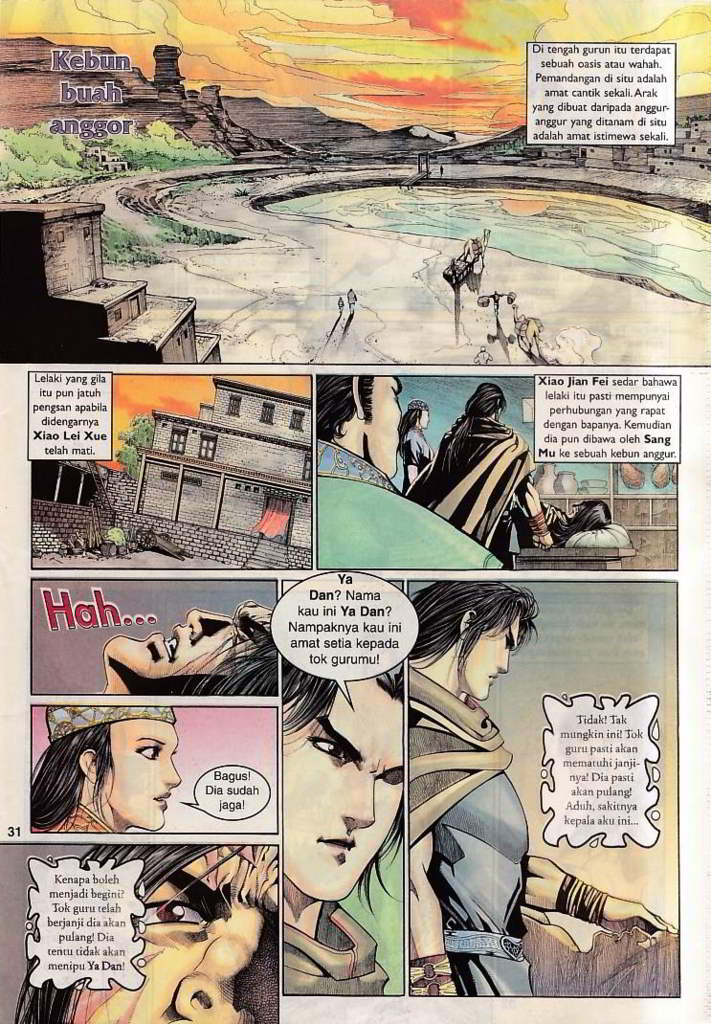 Kebun
buah
anggor
Di tengah gurun itu terdapat
sebuah oasis atau wahah.
Pemandangan di situ adalah
amat cantik sekali. Arak
yang dibuat daripada anggur-
anggur yang ditanam di situ
adalah amat istimewa sekali.
Lelaki yang gila
itu pun jatuh
pengsan apabila
didengarnya
Xiao Lei Xue
telah mati.
Xiao Jian Fei sedar bahawa
lelaki itu pasti mempunyai
perhubungan yang rapat
dengan bapanya. Kemudian
dia pun dibawa oleh Sang
Mu ke sebuah kebun anggur.
Hah...
Bagus!
Dia sudah
jaga!
Ya
Dan? Nama
kau ini Ya Dan?
Nampaknya kau ini
amat setia kepada
tok gurumu!
Tidak! Tak
mungkin ini! Tok
guru pasti akan
mematuhi janji-
nya! Dia pasti
akan pulang!
Aduh, sakitnya
kepala aku ini...
Kenapa boleh
menjadi begini?
Tok guru telah
berjanji dia akan
pulang! Dia
tentu tidak akan
menipu Ya Dan!
31